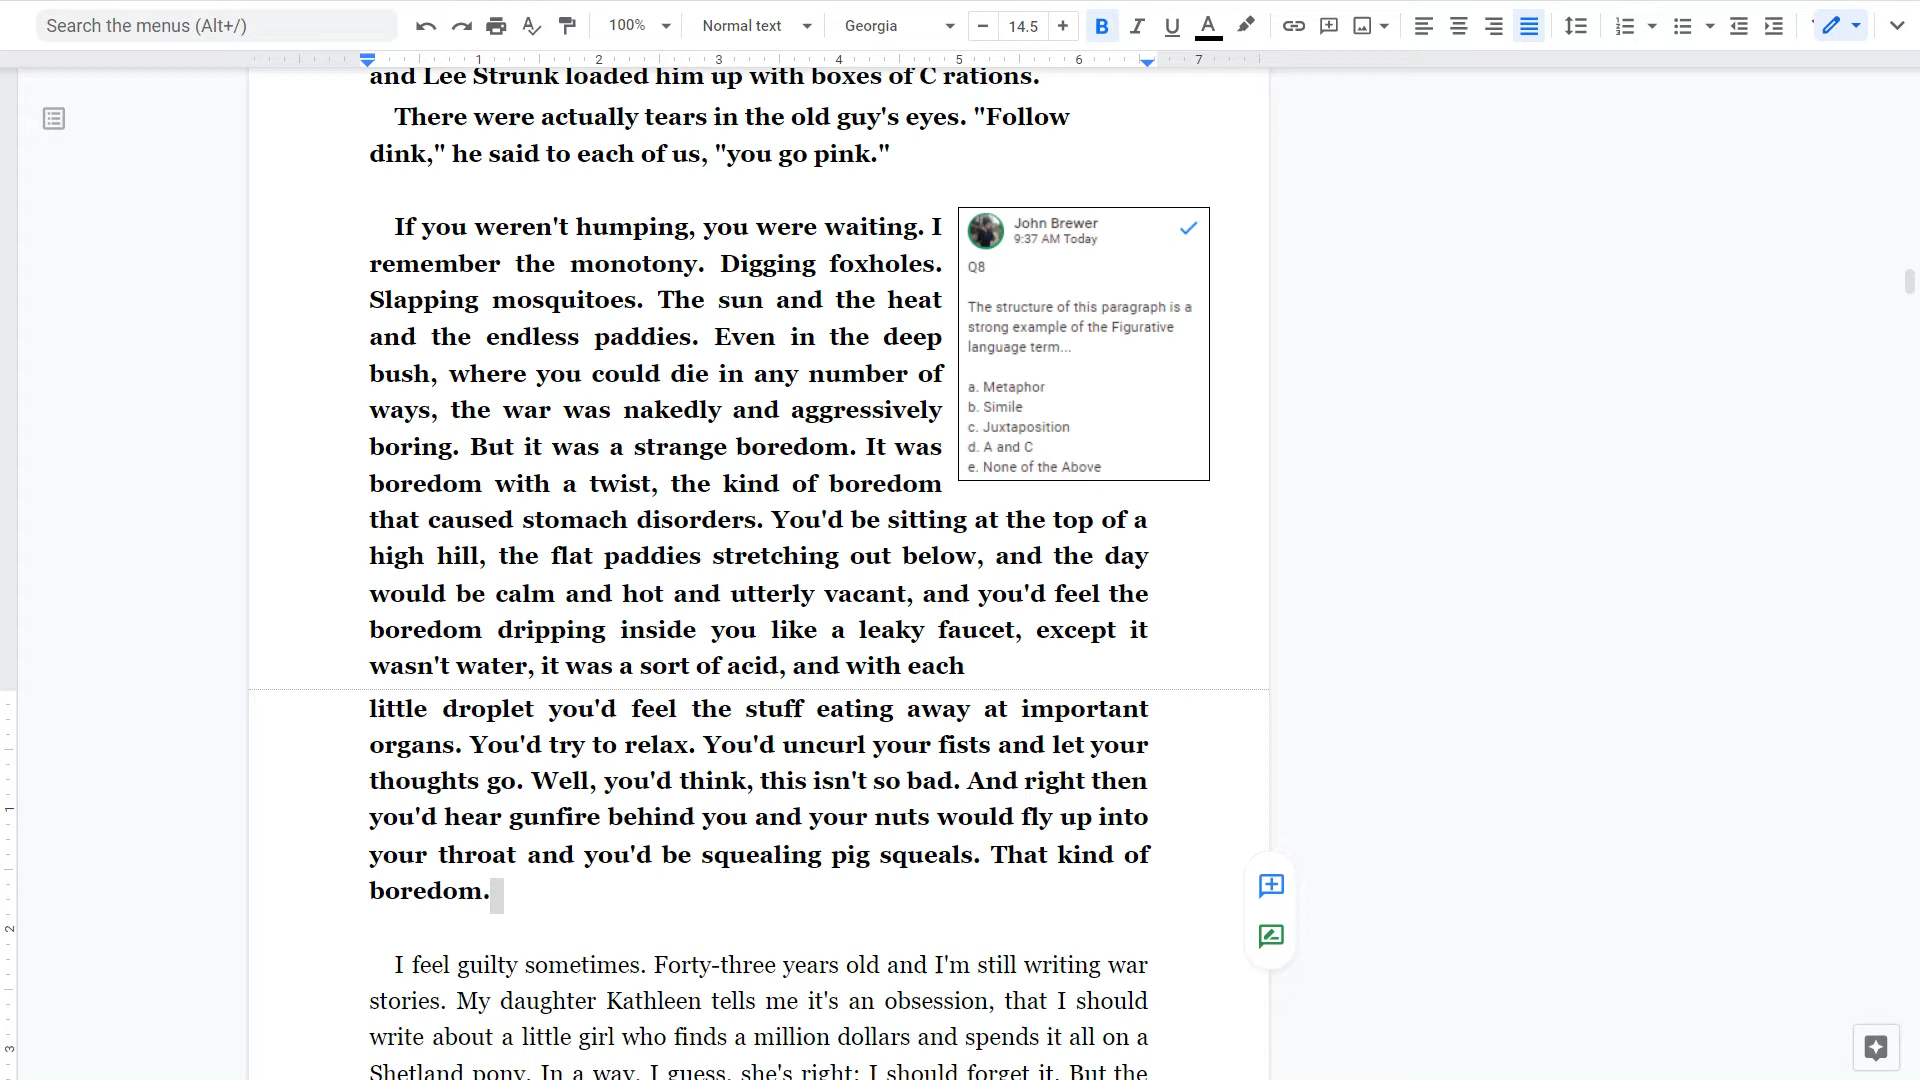 Search the menus (Alt+/)
100%
Normal text
Georgia
14.5
B
I
U
A
1 2 3 4 5 6 7
and Lee Strunk loaded him up with boxes of C rations.
There were actually tears in the old guy's eyes. "Follow
dink," he said to each of us, "you go pink."
If you weren't humping, you were waiting. I
remember the monotony. Digging foxholes.
Slapping mosquitoes. The sun and the heat
and the endless paddies. Even in the deep
bush, where you could die in any number of
ways, the war was nakedly and aggressively
boring. But it was a strange boredom. It was
boredom with a twist, the kind of boredom
that caused stomach disorders. You'd be sitting at the top of a
high hill, the flat paddies stretching out below, and the day
would be calm and hot and utterly vacant, and you'd feel the
boredom dripping inside you like a leaky faucet, except it
wasn't water, it was a sort of acid, and with each
little droplet you'd feel the stuff eating away at important
organs. You'd try to relax. You'd uncurl your fists and let your
thoughts go. Well, you'd think, this isn't so bad. And right then
you'd hear gunfire behind you and your nuts would fly up into
your throat and you'd be squealing pig squeals. That kind of
boredom.
John Brewer
9:37 AM Today
Q8
The structure of this paragraph is a
strong example of the Figurative
language term...
a. Metaphor
b. Simile
c. Juxtaposition
d. A and C
e. None of the Above
I feel guilty sometimes. Forty-three years old and I'm still writing war
stories. My daughter Kathleen tells me it's an obsession, that I should
write about a little girl who finds a million dollars and spends it all on a
Shetland pony. In a way, I guess, she's right: I should forget it. But the
1
2
3